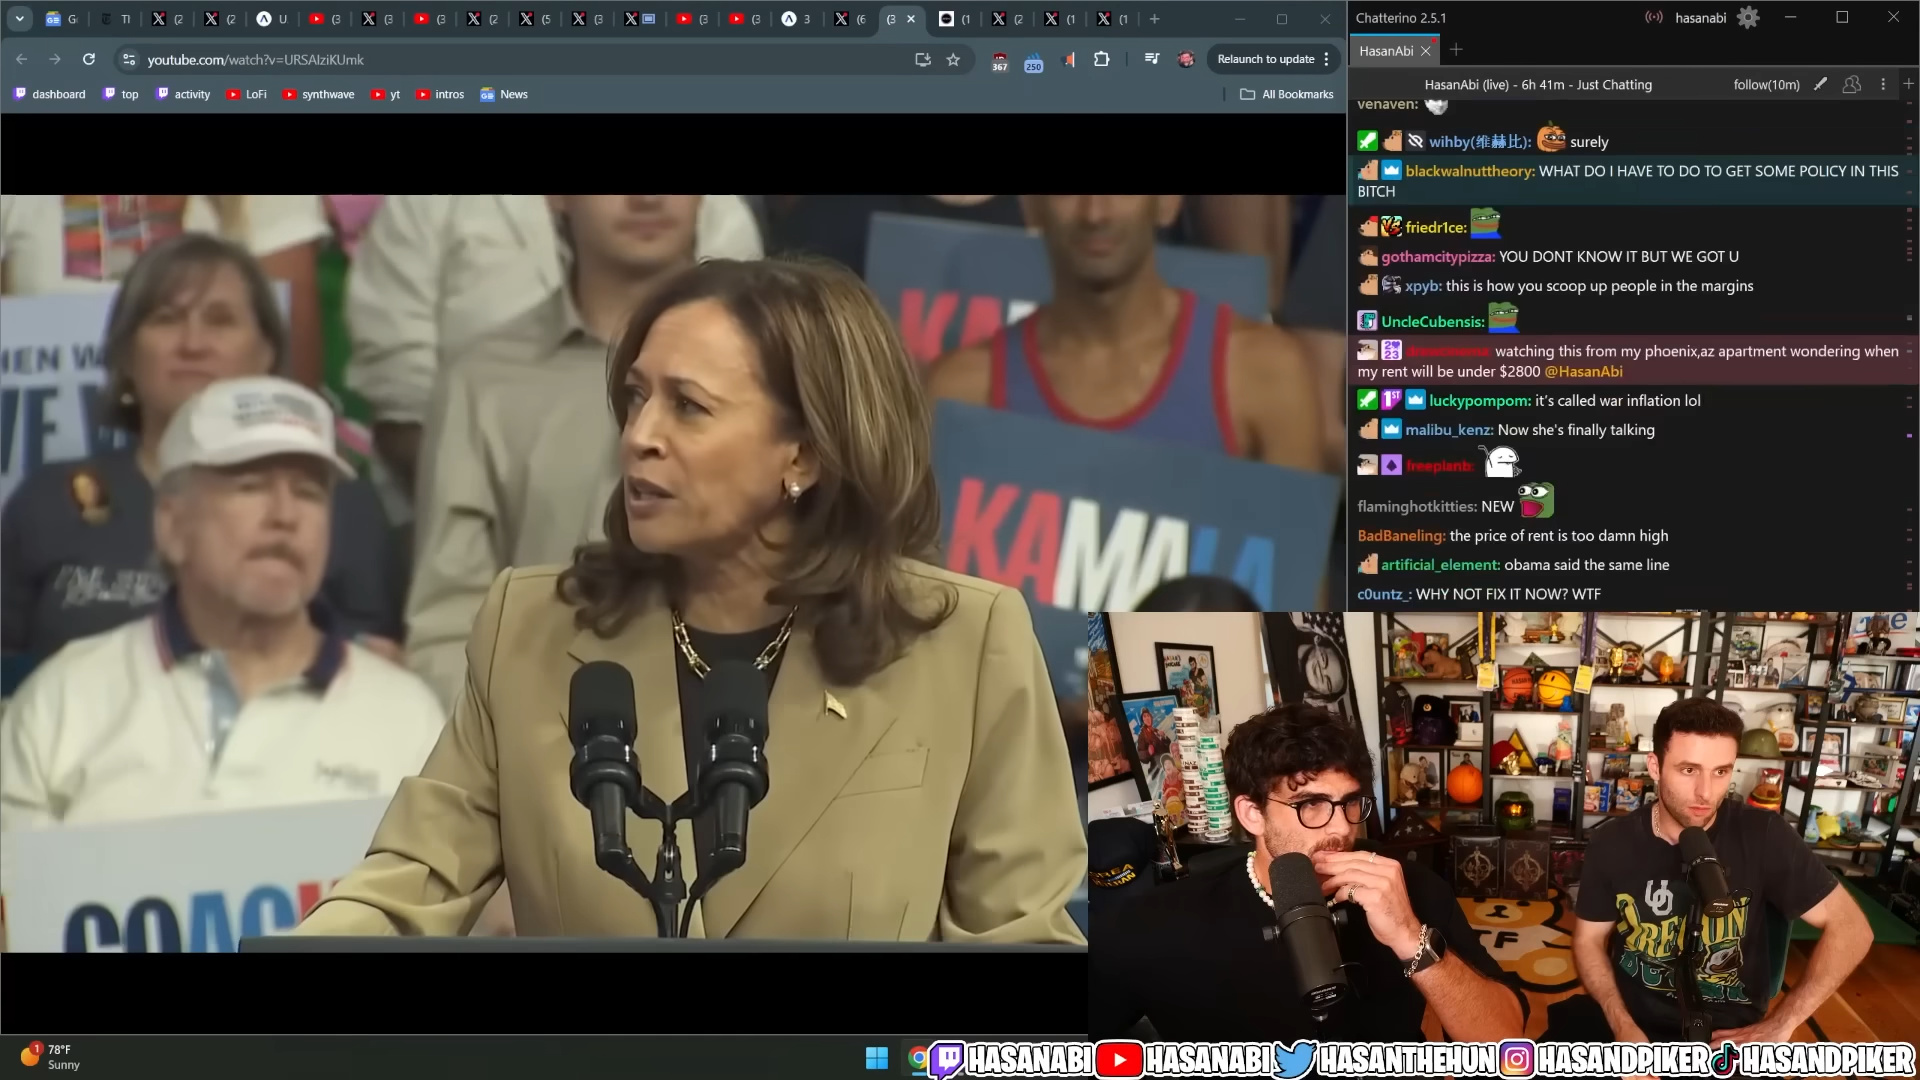 youtube.com/watch?v=URSAlziKUmk
367
250
Relaunch to update
dashboard
top
activity
LoFi
synthwave
yt
intros
News
All Bookmarks
Chatterino 2.5.1
hasanabi
HasanAbi
HasanAbi (live) - 6h 41m - Just Chatting
follow(10m)
venaven:
wihby(维赫比): surely
blackwalnuttheory: WHAT DO I HAVE TO DO TO GET SOME POLICY IN THIS
BITCH
friedr1ce:
gothamcitypizza: YOU DONT KNOW IT BUT WE GOT U
xpyb: this is how you scoop up people in the margins
UncleCubensis:
watching this from my phoenix,az apartment wondering when
my rent will be under $2800 @HasanAbi
luckypompom: it's called war inflation lol
malibu_kenz: Now she's finally talking
freeplanb:
flaminghotkitties: NEW
BadBaneling: the price of rent is too damn high
artificial_element: obama said the same line
c0untz_: WHY NOT FIX IT NOW? WTF
KA
KAMALA
COACH
UO
78°F
Sunny
HASANABI
HASANABI
HASANTHEHUN
HASANDPIKER
HASANDPIKER